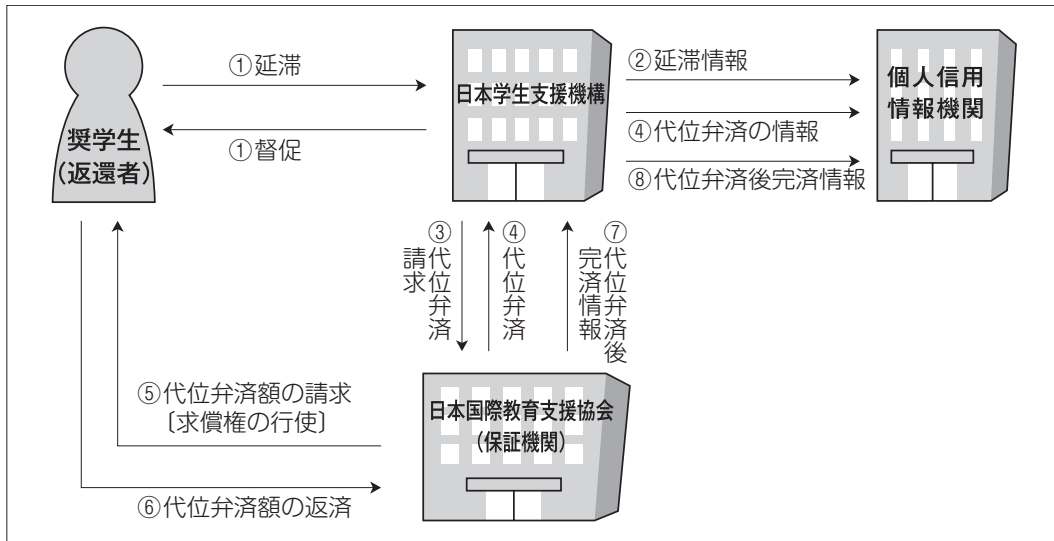 ①延滞
日本学生支援機構
②延滞情報
個人信用
情報機関
奨学生
(返還者)
①督促
④代位弁済の情報
⑧代位弁済後完済情報
③代位弁済
請求
④代位弁済
⑦代位弁済後
完済情報
⑤代位弁済額の請求
〔求償権の行使〕
日本国際教育支援協会
(保証機関)
⑥代位弁済額の返済